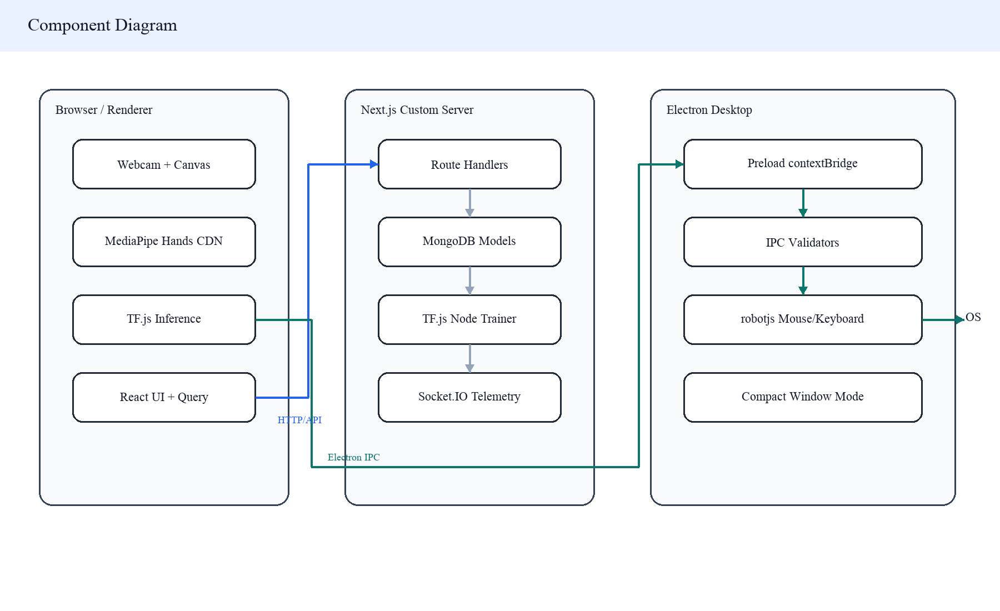 Component Diagram
Browser / Renderer
Webcam + Canvas
MediaPipe Hands CDN
TF.js Inference
React UI + Query
HTTP/API
Electron IPC
Next.js Custom Server
Route Handlers
MongoDB Models
TF.js Node Trainer
Socket.IO Telemetry
Electron Desktop
Preload contextBridge
IPC Validators
robotjs Mouse/Keyboard
Compact Window Mode
OS